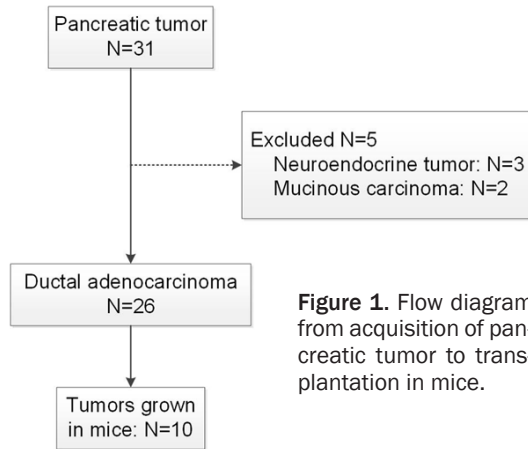 Pancreatic tumor
N=31
Excluded N=5
Neuroendocrine tumor: N=3
Mucinous carcinoma: N=2
Ductal adenocarcinoma
N=26
Tumors grown
in mice: N=10
Figure 1. Flow diagram
from acquisition of pan-
creatic tumor to trans-
plantation in mice.